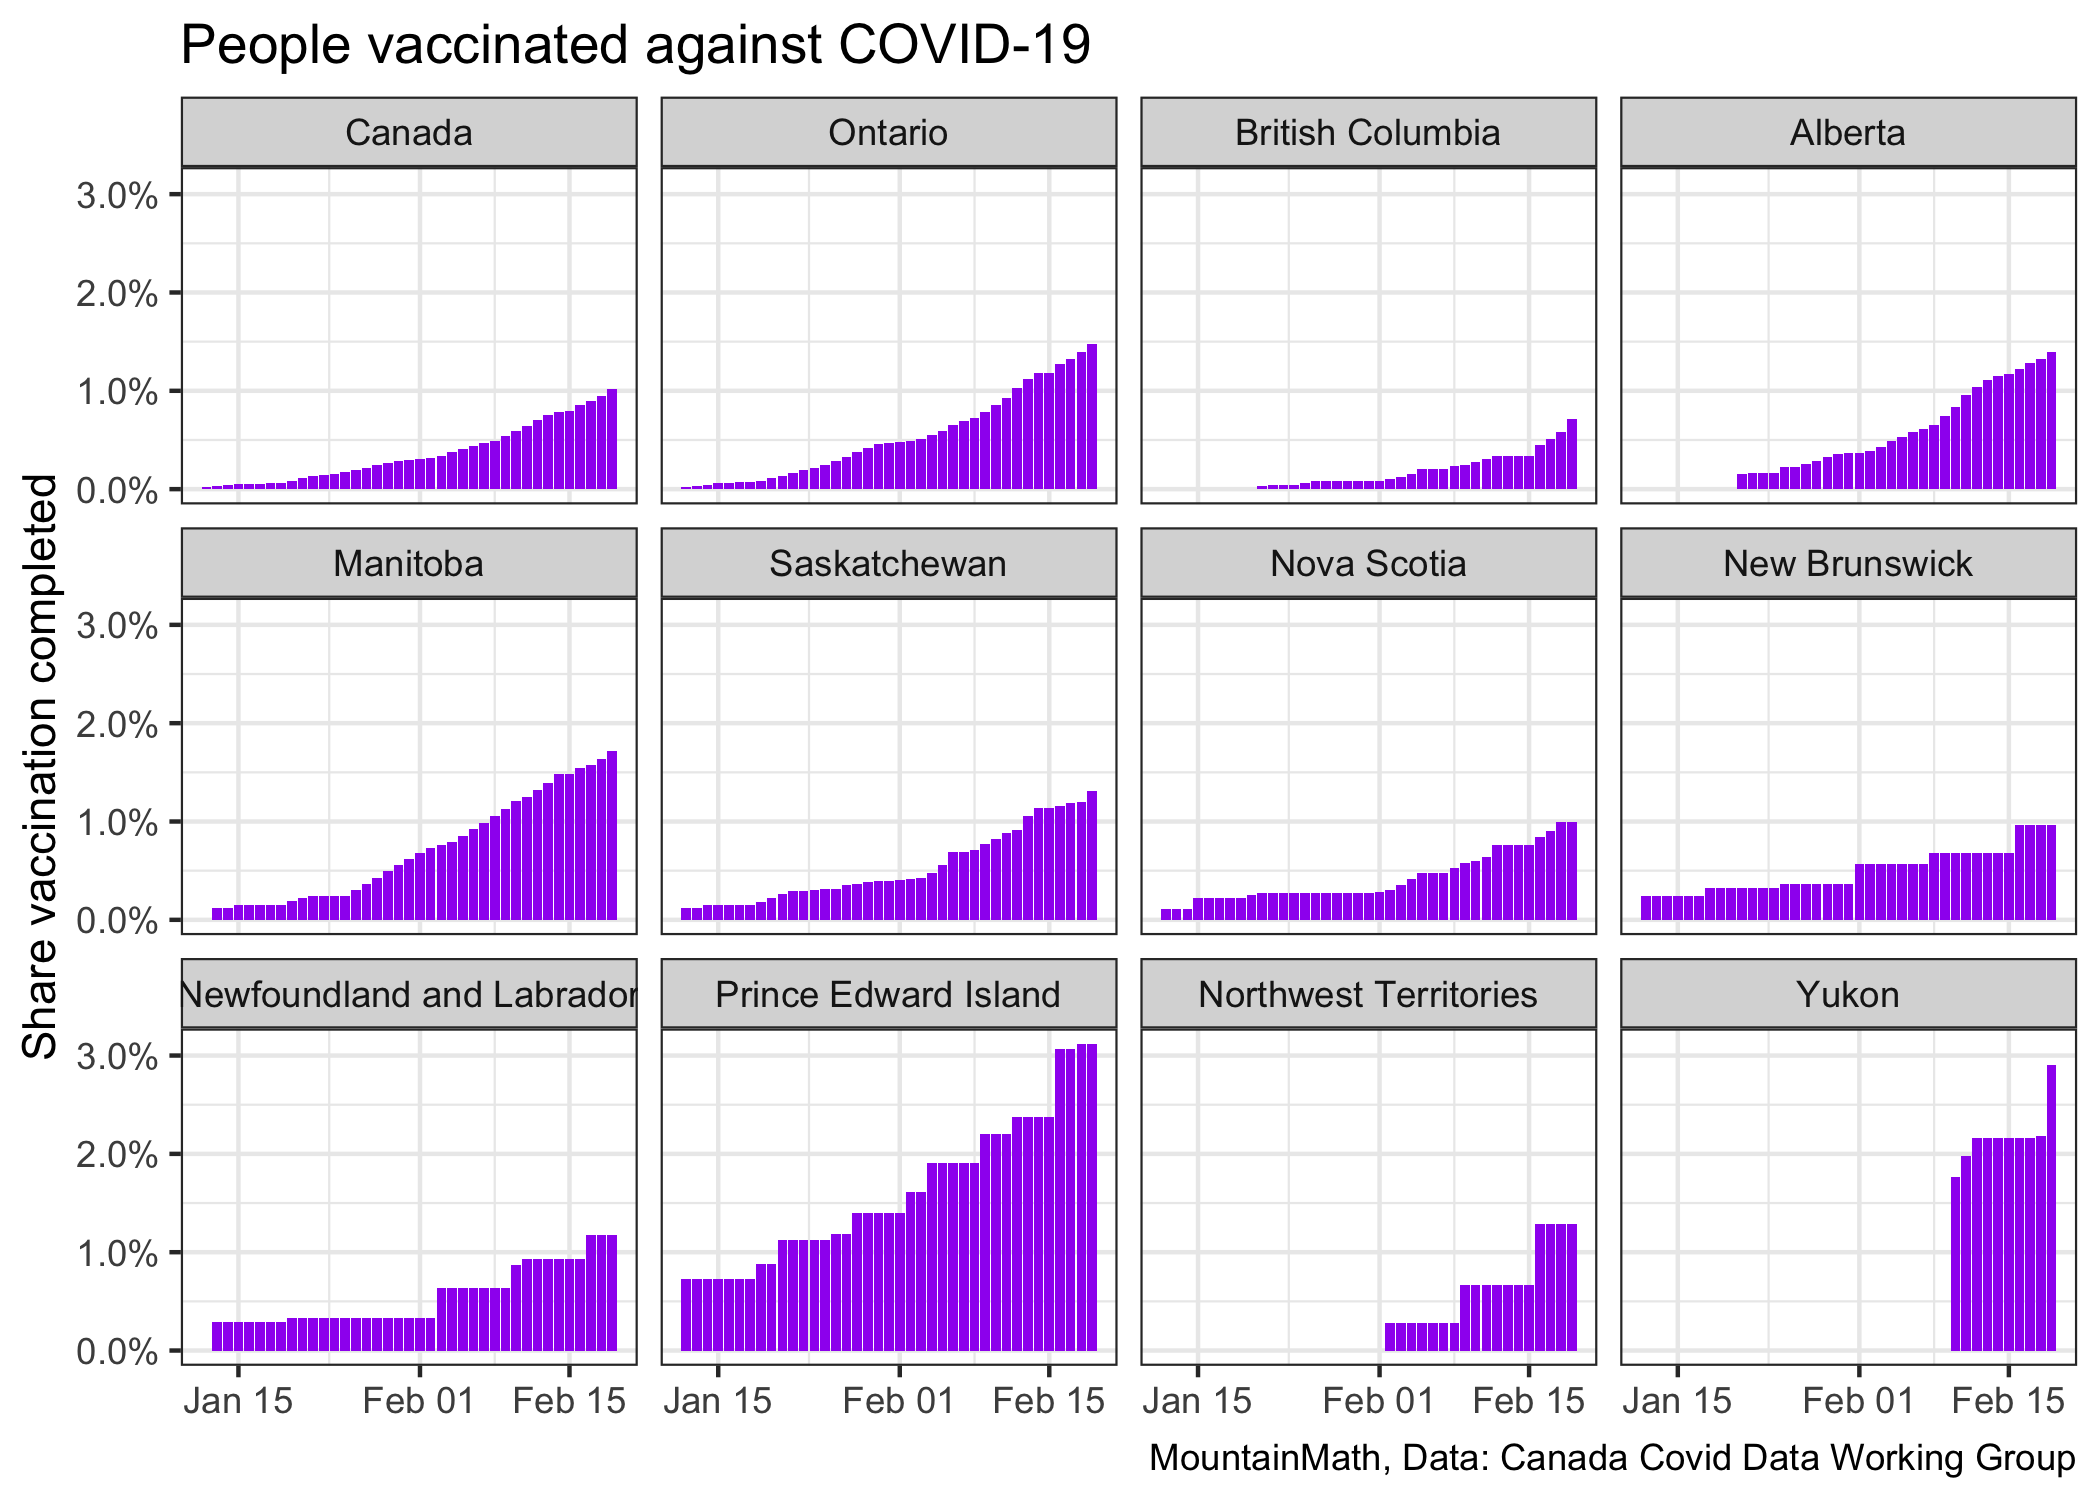 People vaccinated against COVID-19
Canada
Ontario
British Columbia
Alberta
3.0%
2.0%
1.0%
0.0%
Manitoba
Saskatchewan
Nova Scotia
New Brunswick
3.0%
2.0%
1.0%
0.0%
Newfoundland and Labrador
Prince Edward Island
Northwest Territories
Yukon
3.0%
2.0%
1.0%
0.0%
Jan 15 Feb 01 Feb 15
Jan 15 Feb 01 Feb 15
Jan 15 Feb 01 Feb 15
Jan 15 Feb 01 Feb 15
Share vaccination completed
MountainMath, Data: Canada Covid Data Working Group